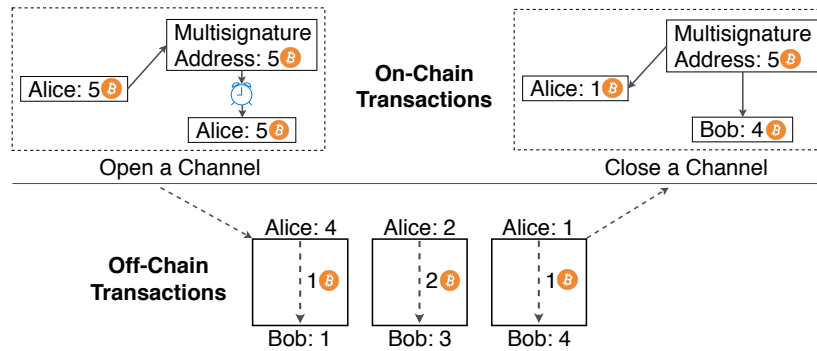 Multisignature
Address: 5₿
Alice: 5₿
Alice: 5₿
Open a Channel
On-Chain
Transactions
Multisignature
Address: 5₿
Alice: 1₿
Bob: 4₿
Close a Channel
Off-Chain
Transactions
Alice: 4
1₿
Bob: 1
Alice: 2
2₿
Bob: 3
Alice: 1
1₿
Bob: 4